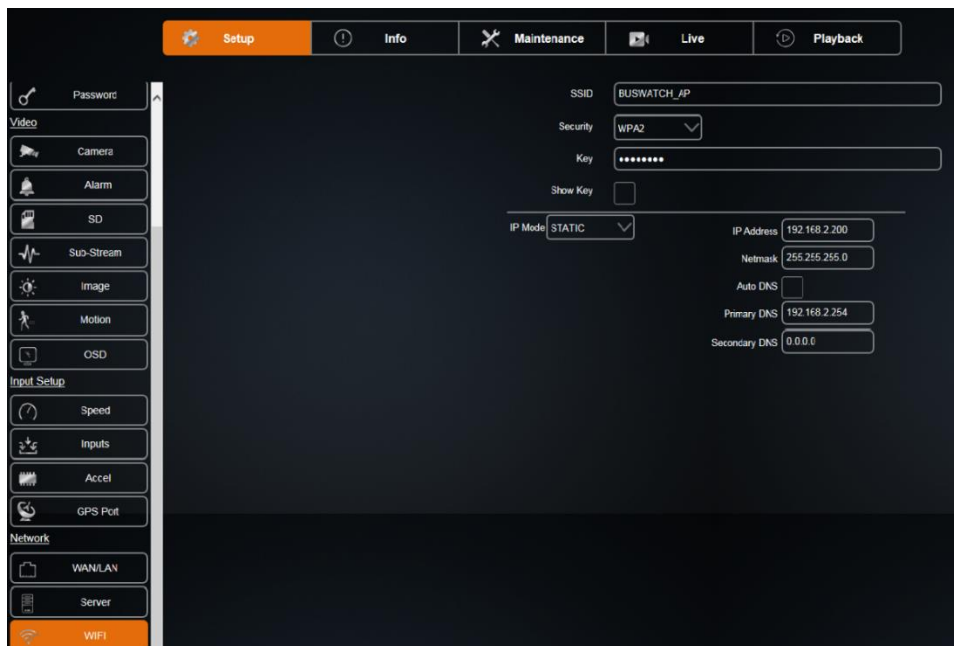 Setup
Info
Maintenance
Live
Playback
Password
Video
Camera
Alarm
SD
Sub-Stream
Image
Motion
OSD
Input Setup
Speed
Inputs
Accel
GPS Port
Network
WAN/LAN
Server
WIFI
SSID BUSWATCH_AP
Security WPA2
Key ••••••••
Show Key
IP Mode STATIC
IP Address 192.168.2.200
Netmask 255.255.255.0
Auto DNS
Primary DNS 192.168.2.254
Secondary DNS 0.0.0.0